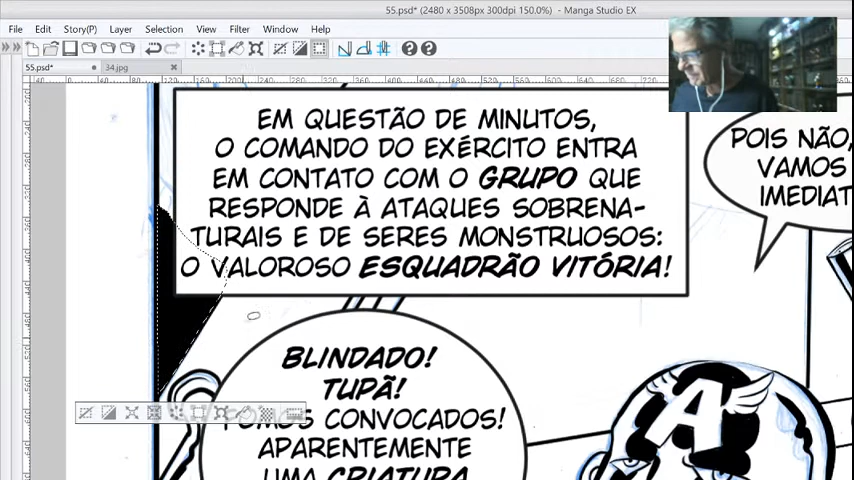 55.psd* (2480 x 3508px 300dpi 150.0%) - Manga Studio EX
File Edit Story(P) Layer Selection View Filter Window Help
55.psd* 34.jpg
EM QUESTÃO DE MINUTOS,
O COMANDO DO EXÉRCITO ENTRA
EM CONTATO COM O GRUPO QUE
RESPONDE À ATAQUES SOBRENA-
TURAIS E DE SERES MONSTRUOSOS:
O VALOROSO ESQUADRÃO VITÓRIA!
POIS NÃO,
VAMOS
IMEDIAT
BLINDADO!
TUPÃ!
FOMOS CONVOCADOS!
APARENTEMENTE
UMA CRIATURA
A